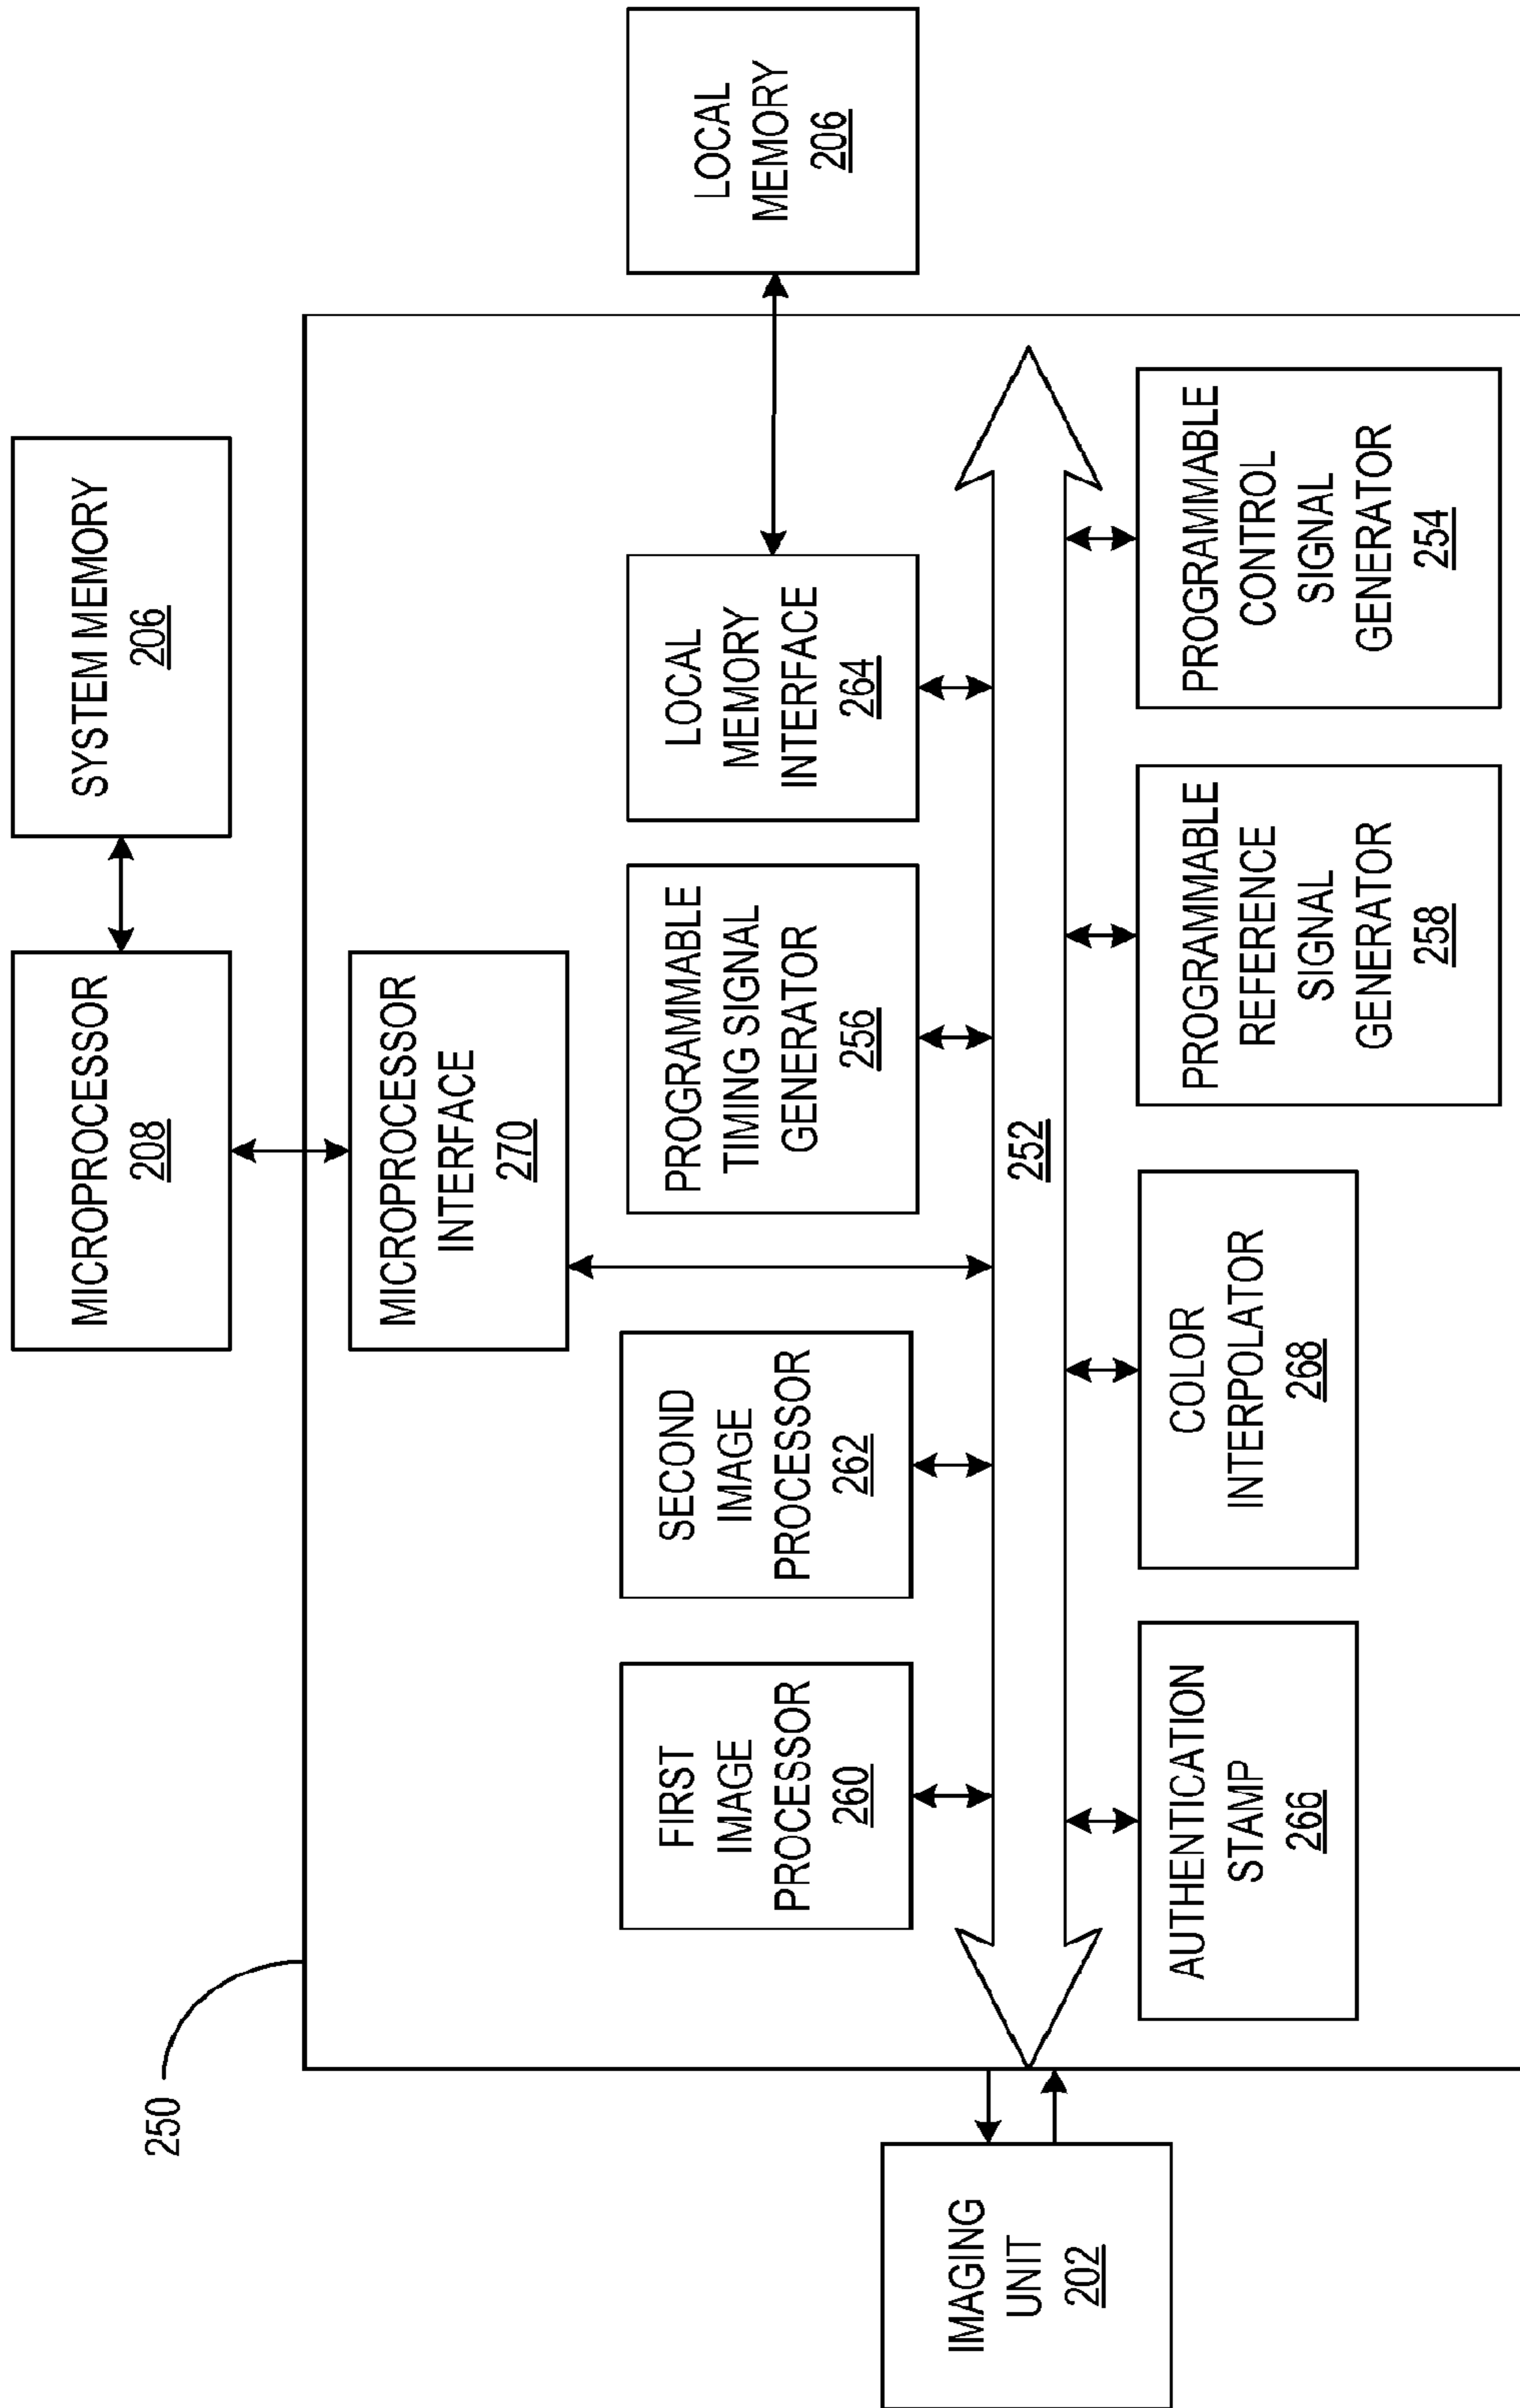 MICROPROCESSOR
208
SYSTEM MEMORY
206
250
MICROPROCESSOR
INTERFACE
270
FIRST
IMAGE
PROCESSOR
260
SECOND
IMAGE
PROCESSOR
262
PROGRAMMABLE
TIMING SIGNAL
GENERATOR
256
LOCAL
MEMORY
INTERFACE
264
LOCAL
MEMORY
206
IMAGING
UNIT
202
252
AUTHENTICATION
STAMP
266
COLOR
INTERPOLATOR
268
PROGRAMMABLE
REFERENCE
SIGNAL
GENERATOR
258
PROGRAMMABLE
CONTROL
SIGNAL
GENERATOR
254